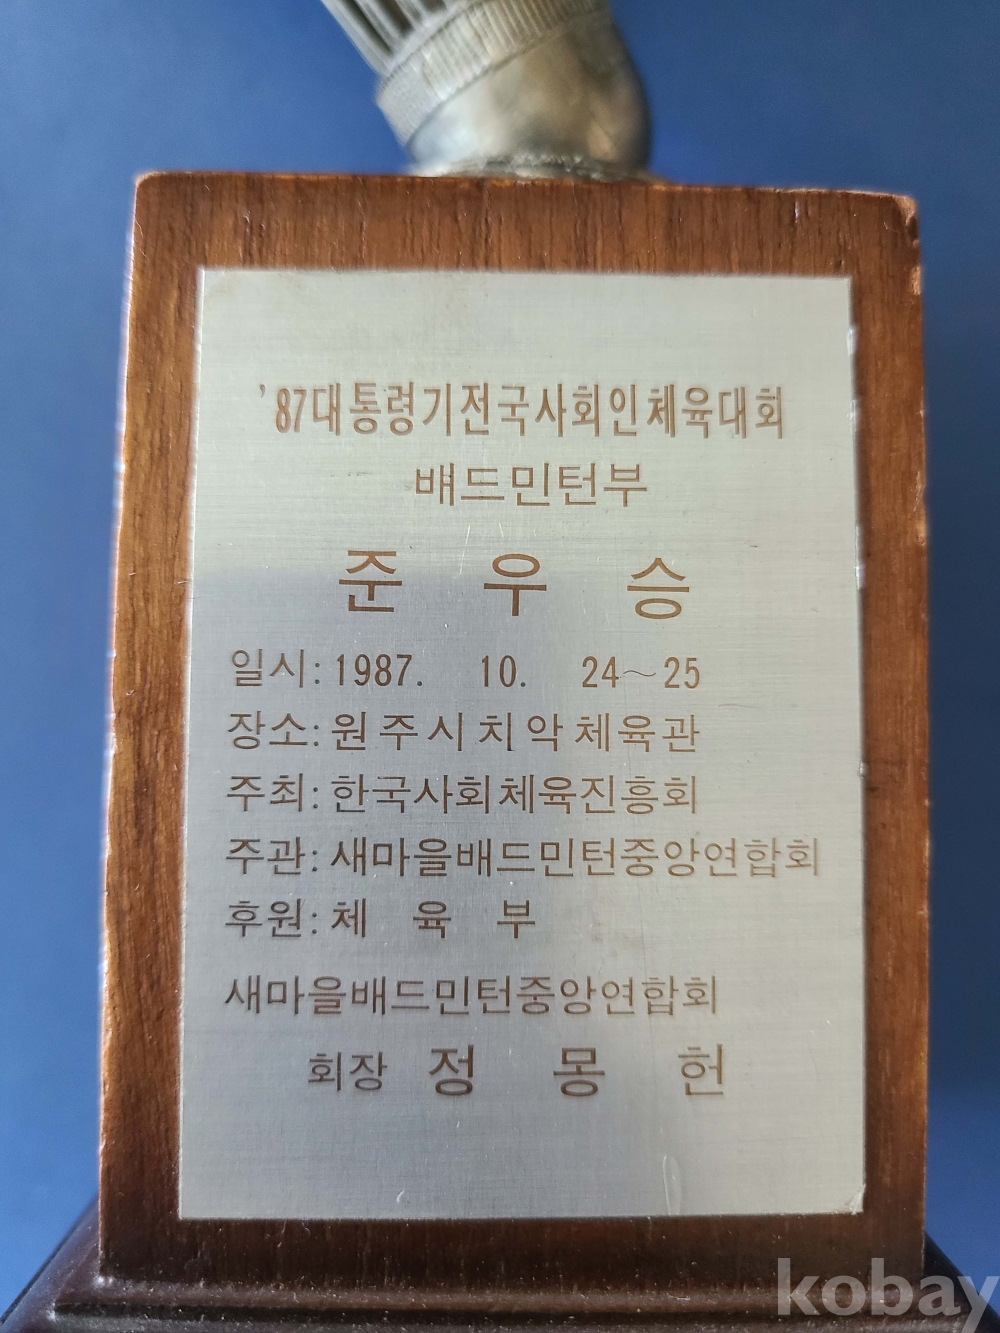 '87대통령기전국사회인체육대회
배드민턴부
준 우 승
일시: 1987. 10. 24~25
장소: 원주시치악체육관
주최: 한국사회체육진흥회
주관: 새마을배드민턴중앙연합회
후원: 체 육 부
새마을배드민턴중앙연합회
회장 정 몽 헌
kobay